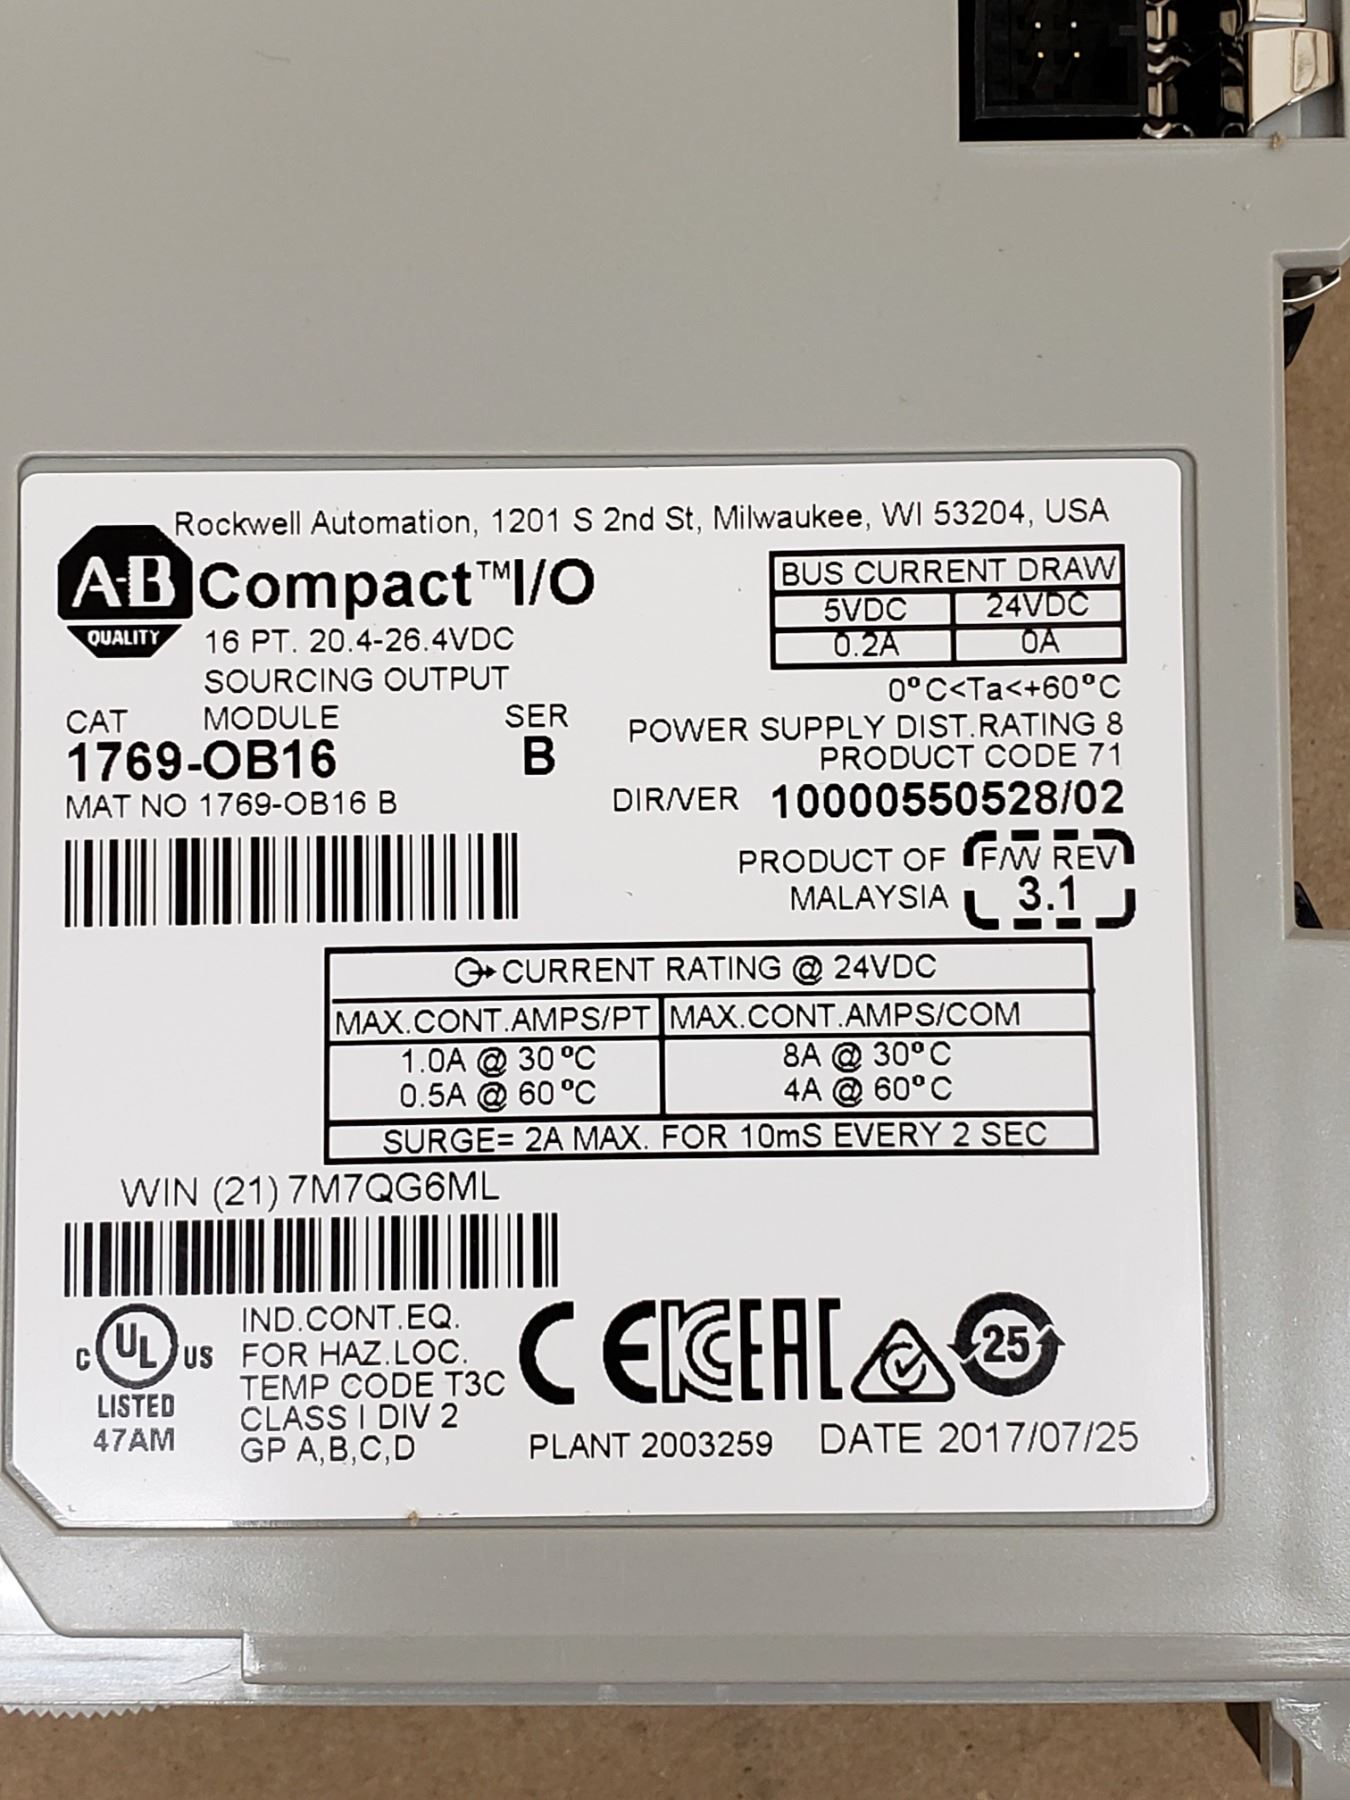 Rockwell Automation, 1201 S 2nd St, Milwaukee, WI 53204, USA
A-B
QUALITY
Compact™I/O
16 PT. 20.4-26.4VDC
SOURCING OUTPUT
MODULE
BUS CURRENT DRAW
5VDC 24VDC
0.2A 0A
0°C<Ta<+60°C
POWER SUPPLY DIST.RATING 8
PRODUCT CODE 71
CAT SER
1769-OB16 B
MAT NO 1769-OB16 B
DIR/VER 10000550528/02
PRODUCT OF
MALAYSIA
F/W REV
3.1
CURRENT RATING @ 24VDC
MAX.CONT.AMPS/PT MAX.CONT.AMPS/COM
1.0A @ 30°C 8A @ 30°C
0.5A @ 60°C 4A @ 60°C
SURGE= 2A MAX. FOR 10mS EVERY 2 SEC
WIN (21) 7M7QG6ML
C UL US
LISTED
47AM
IND.CONT.EQ.
FOR HAZ.LOC.
TEMP CODE T3C
CLASS I DIV 2
GP A,B,C,D
CE KC EAC 25
PLANT 2003259 DATE 2017/07/25